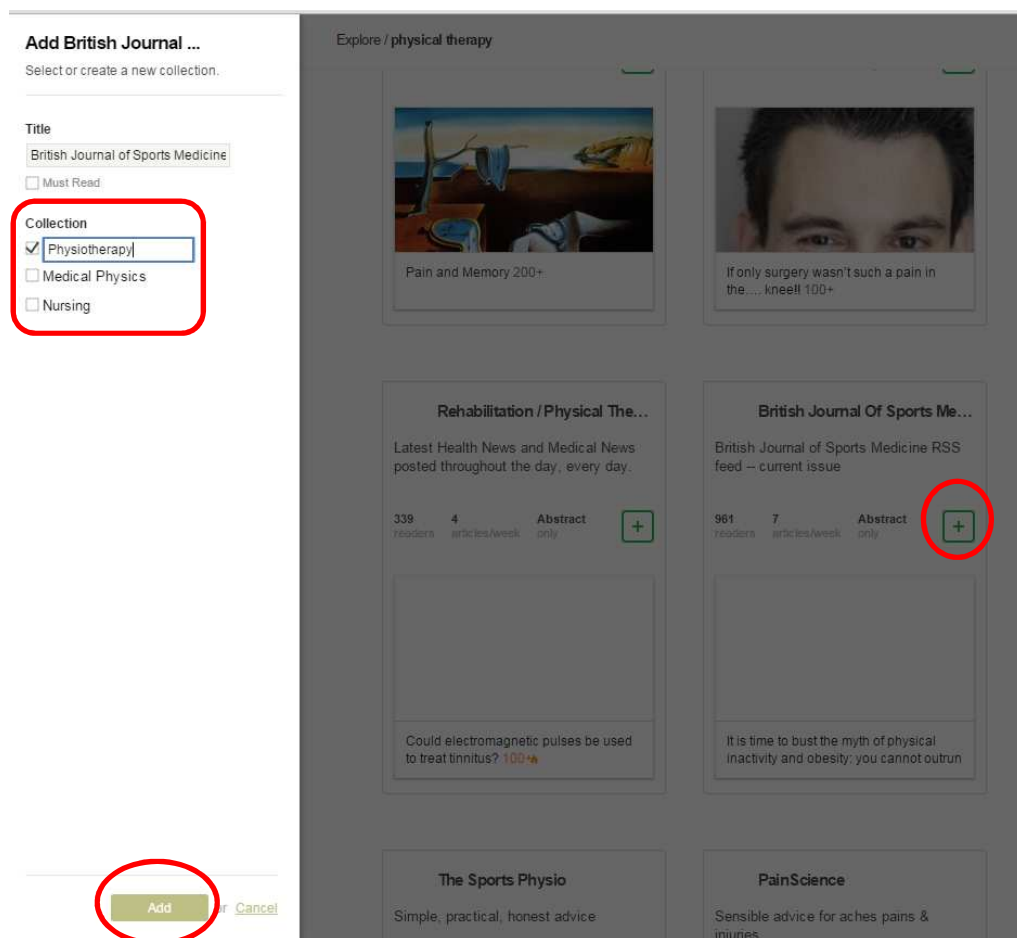 Add British Journal ...
Select or create a new collection.
Title
British Journal of Sports Medicine
Must Read
Collection
Physiotherapy
Medical Physics
Nursing
Add or Cancel
Explore / physical therapy
Pain and Memory 200+
If only surgery wasn't such a pain in
the.... knee!! 100+
Rehabilitation / Physical The...
Latest Health News and Medical News
posted throughout the day, every day.
339 4 Abstract
readers articles/week only
+
Could electromagnetic pulses be used
to treat tinnitus? 100+
British Journal Of Sports Me...
British Journal of Sports Medicine RSS
feed -- current issue
961 7 Abstract
readers articles/week only
+
It is time to bust the myth of physical
inactivity and obesity: you cannot outrun
The Sports Physio
Simple, practical, honest advice
PainScience
Sensible advice for aches pains &
injuries